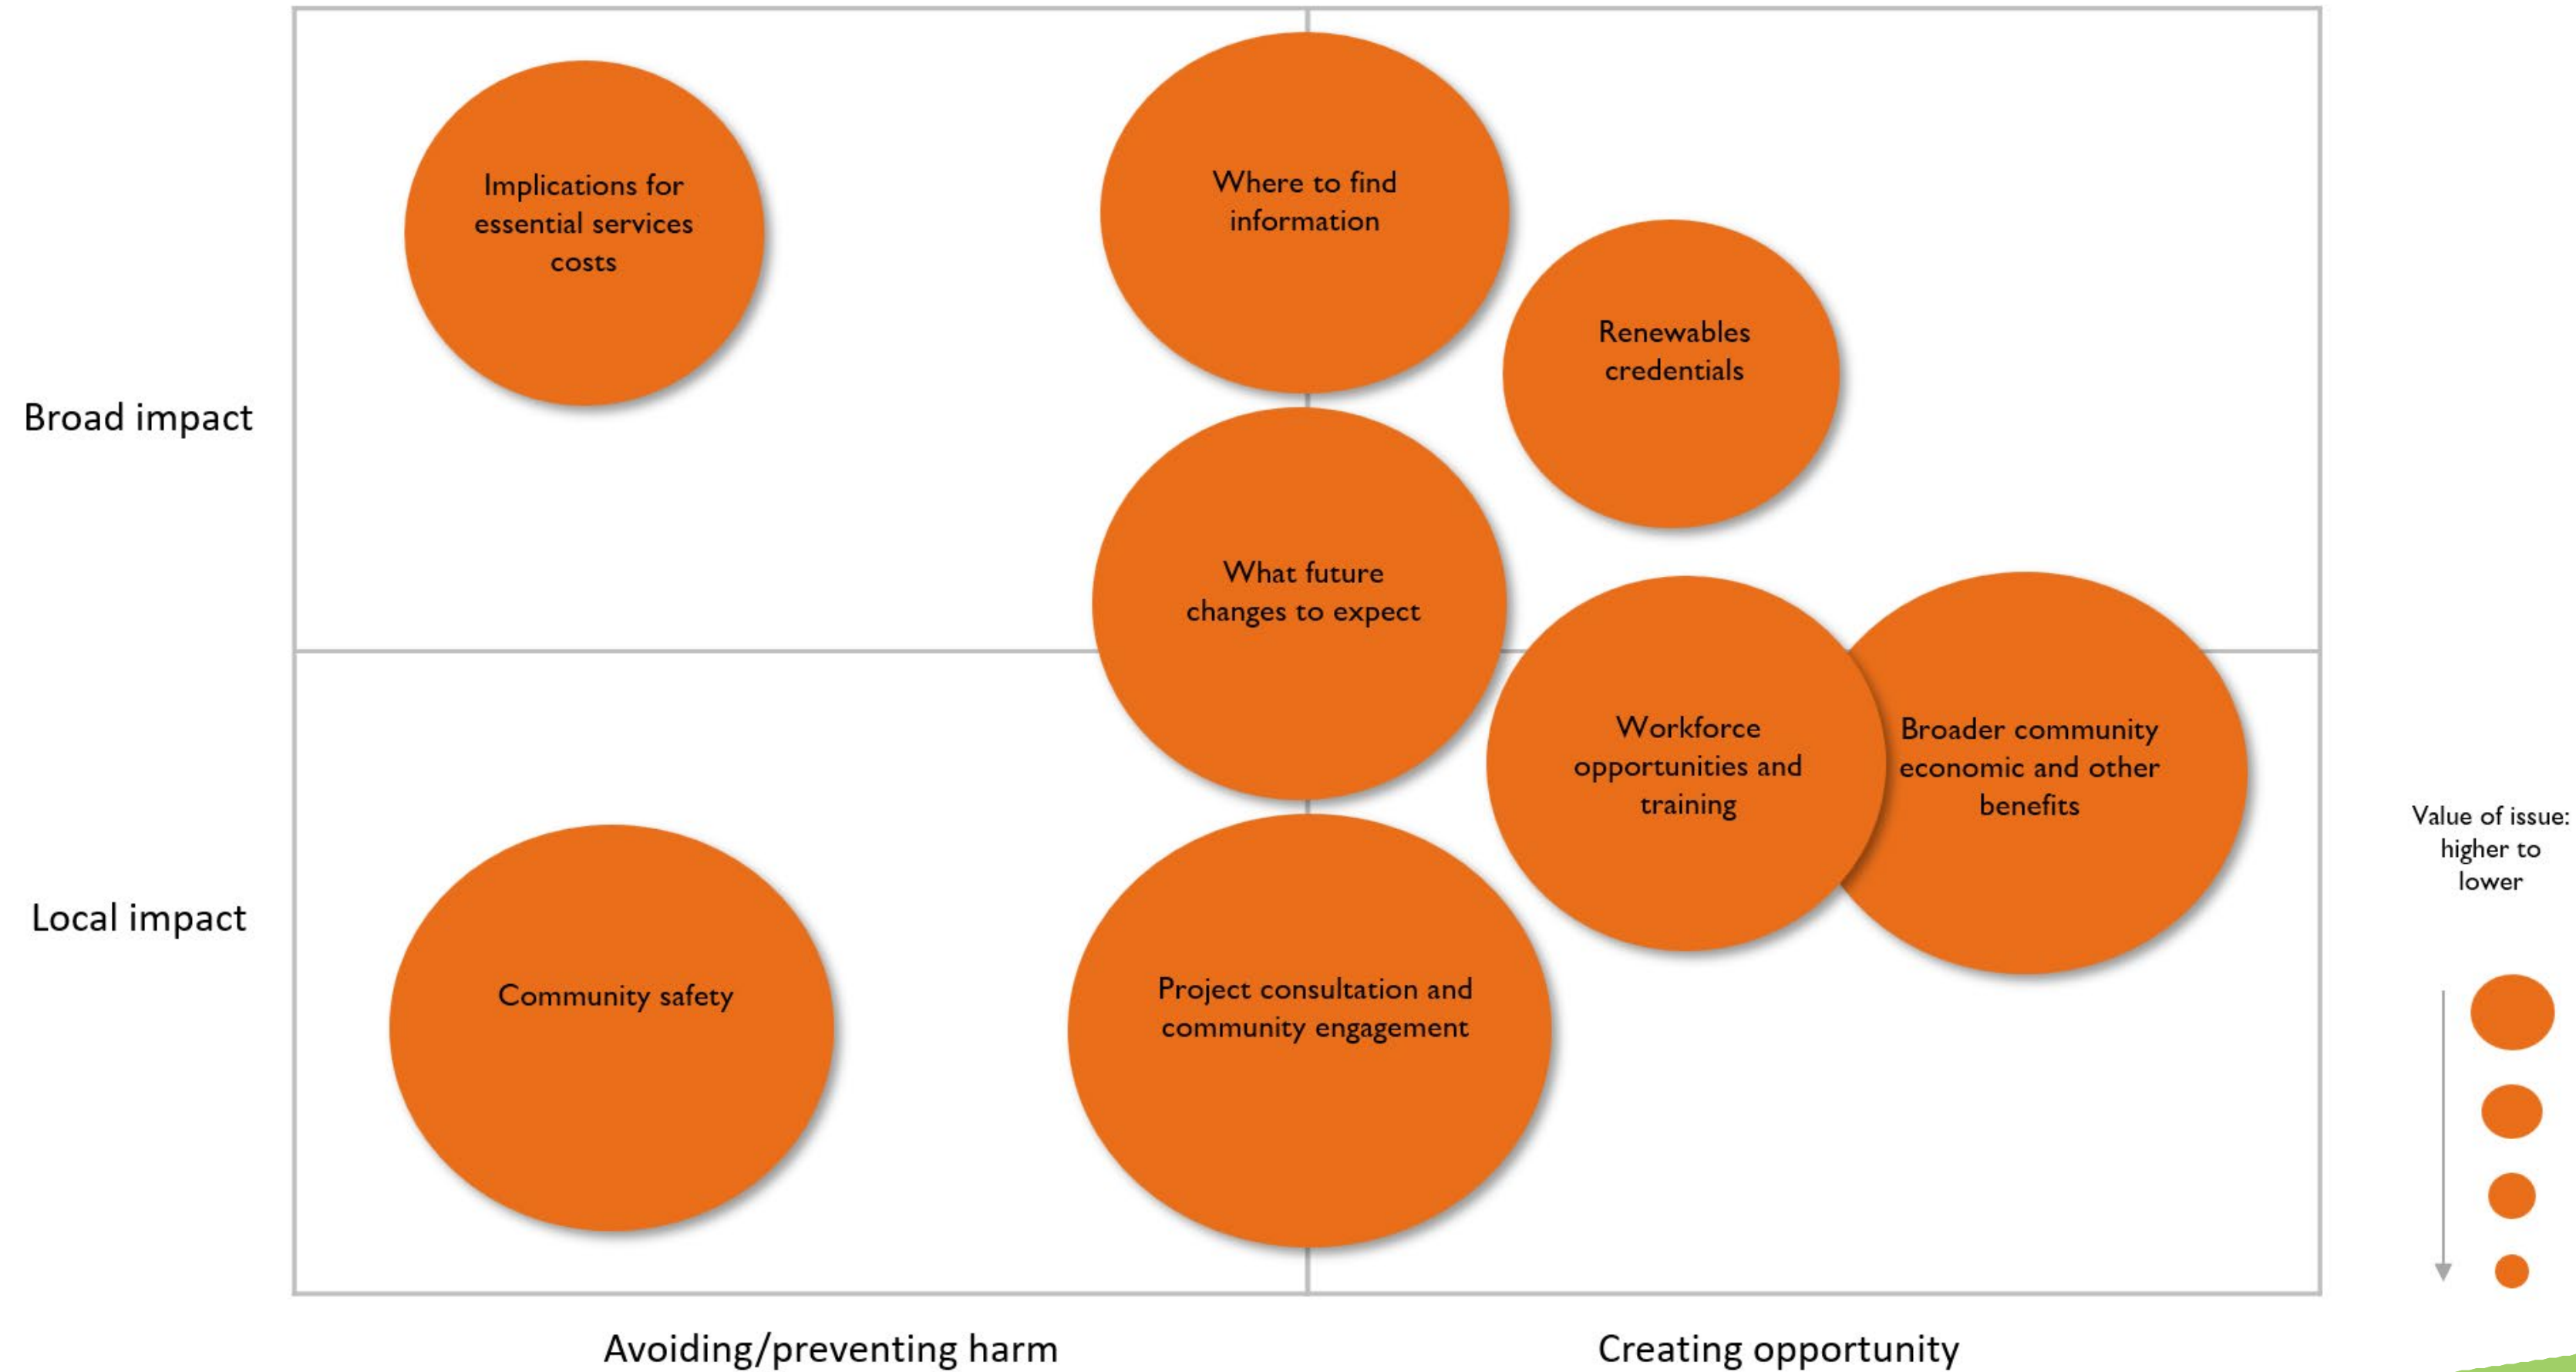 Implications for
essential services
costs
Where to find
information
Renewables
credentials
Broad impact
What future
changes to expect
Workforce
opportunities and
training
Broader community
economic and other
benefits
Local impact
Community safety
Project consultation and
community engagement
Value of issue:
higher to
lower
Avoiding/preventing harm
Creating opportunity